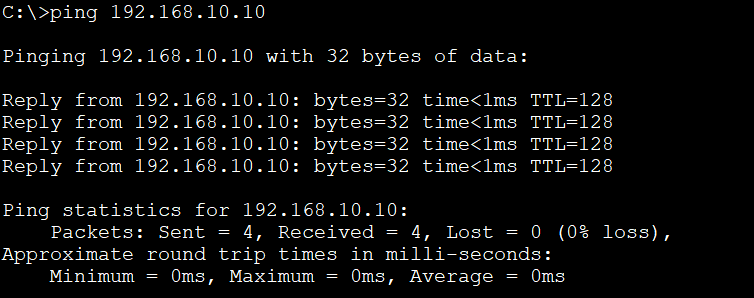 C:\>ping 192.168.10.10
Pinging 192.168.10.10 with 32 bytes of data:
Reply from 192.168.10.10: bytes=32 time<1ms TTL=128
Reply from 192.168.10.10: bytes=32 time<1ms TTL=128
Reply from 192.168.10.10: bytes=32 time<1ms TTL=128
Reply from 192.168.10.10: bytes=32 time<1ms TTL=128
Ping statistics for 192.168.10.10:
    Packets: Sent = 4, Received = 4, Lost = 0 (0% loss),
Approximate round trip times in milli-seconds:
    Minimum = 0ms, Maximum = 0ms, Average = 0ms